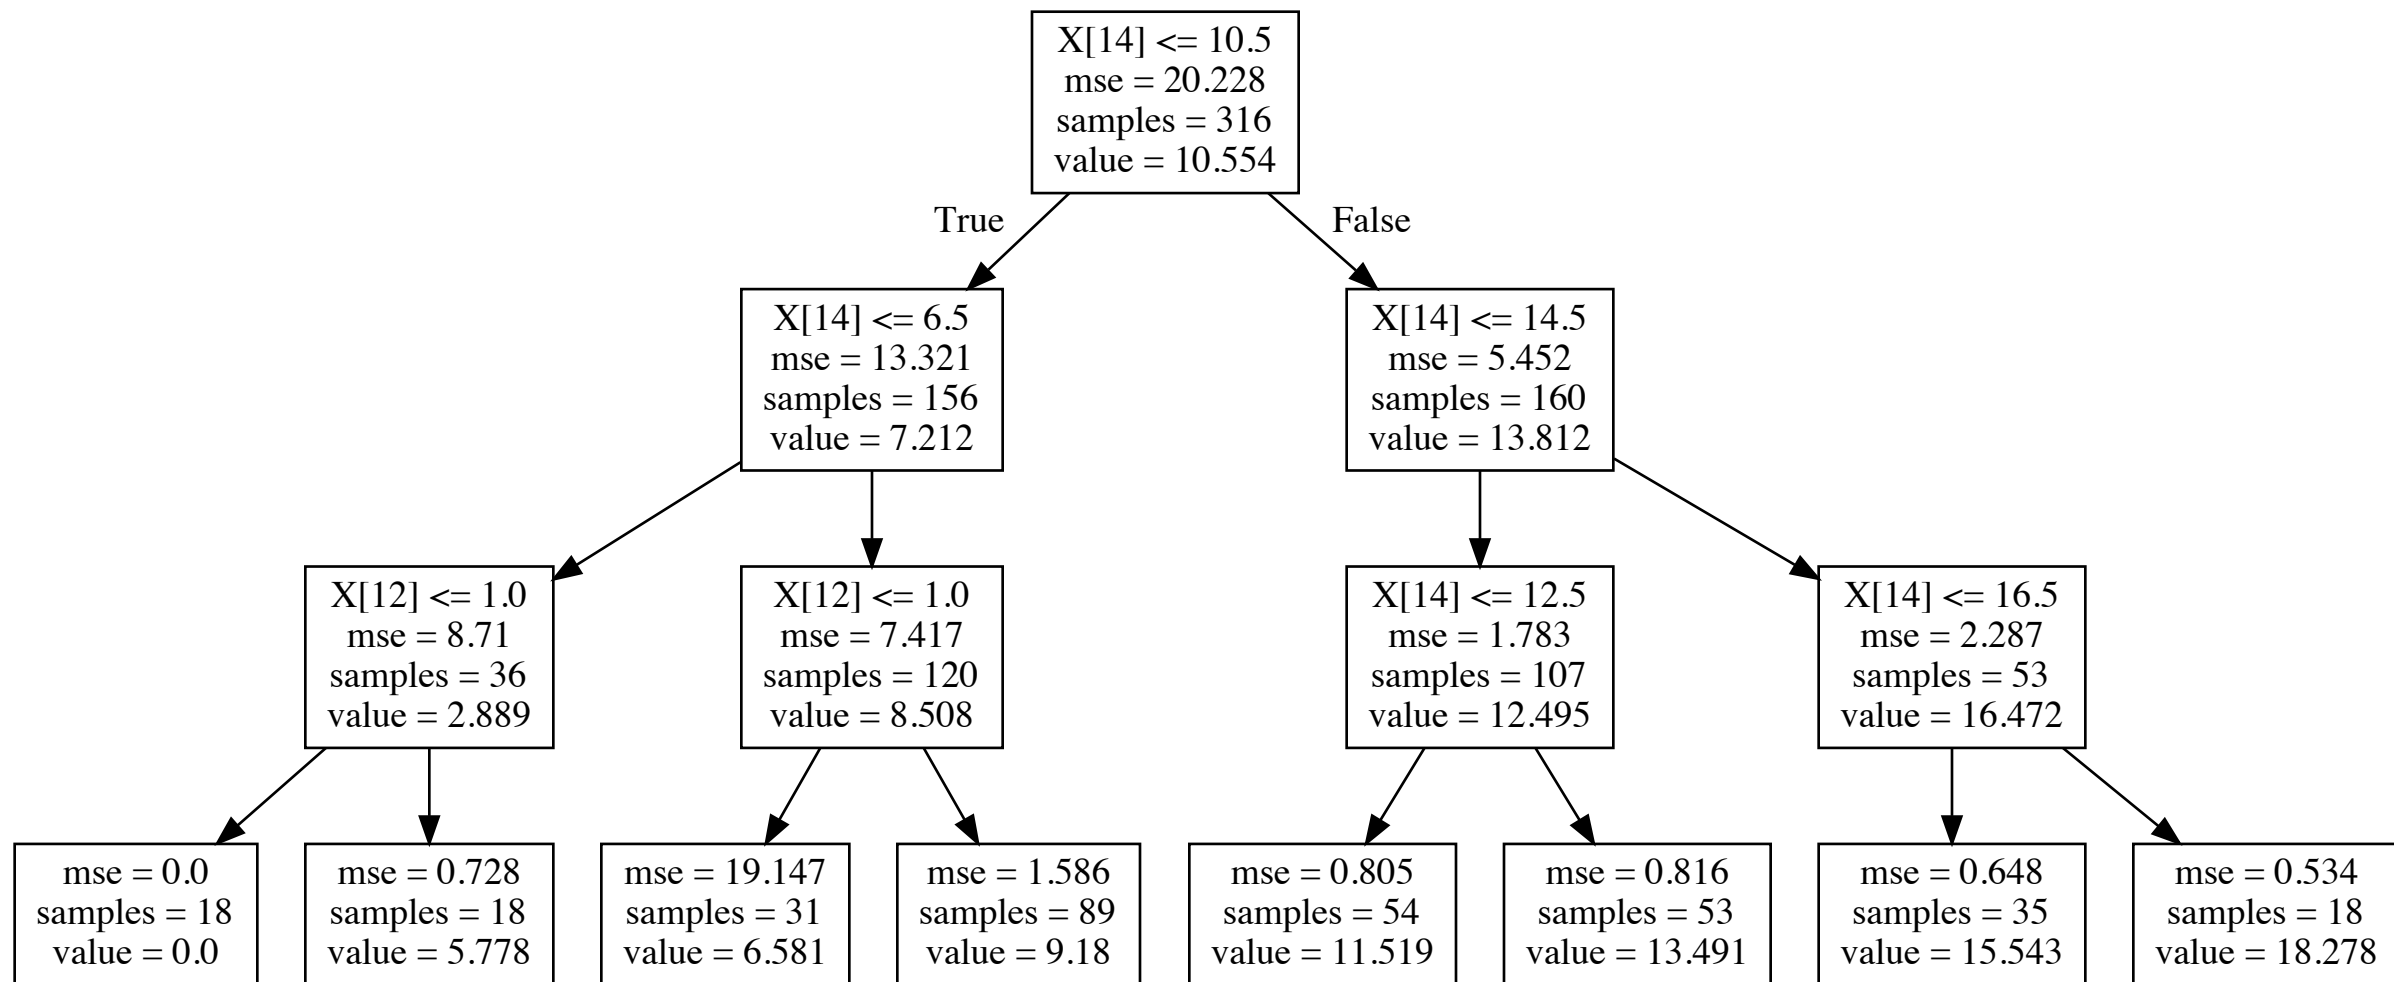 X[14] <= 10.5
mse = 20.228
samples = 316
value = 10.554
True
False
X[14] <= 6.5
mse = 13.321
samples = 156
value = 7.212
X[14] <= 14.5
mse = 5.452
samples = 160
value = 13.812
X[12] <= 1.0
mse = 8.71
samples = 36
value = 2.889
X[12] <= 1.0
mse = 7.417
samples = 120
value = 8.508
X[14] <= 12.5
mse = 1.783
samples = 107
value = 12.495
X[14] <= 16.5
mse = 2.287
samples = 53
value = 16.472
mse = 0.0
samples = 18
value = 0.0
mse = 0.728
samples = 18
value = 5.778
mse = 19.147
samples = 31
value = 6.581
mse = 1.586
samples = 89
value = 9.18
mse = 0.805
samples = 54
value = 11.519
mse = 0.816
samples = 53
value = 13.491
mse = 0.648
samples = 35
value = 15.543
mse = 0.534
samples = 18
value = 18.278